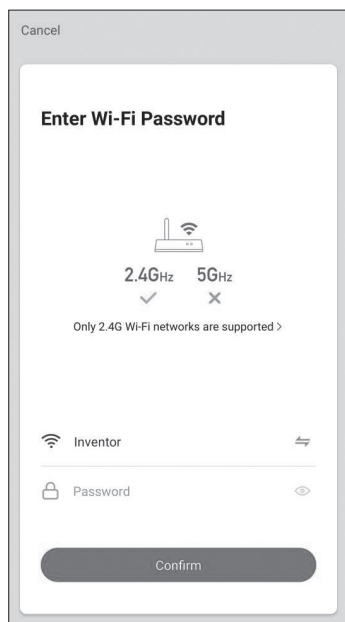 Cancel
Enter Wi-Fi Password
2.4GHz 5GHz
Only 2.4G Wi-Fi networks are supported >
Inventor
Password
Confirm